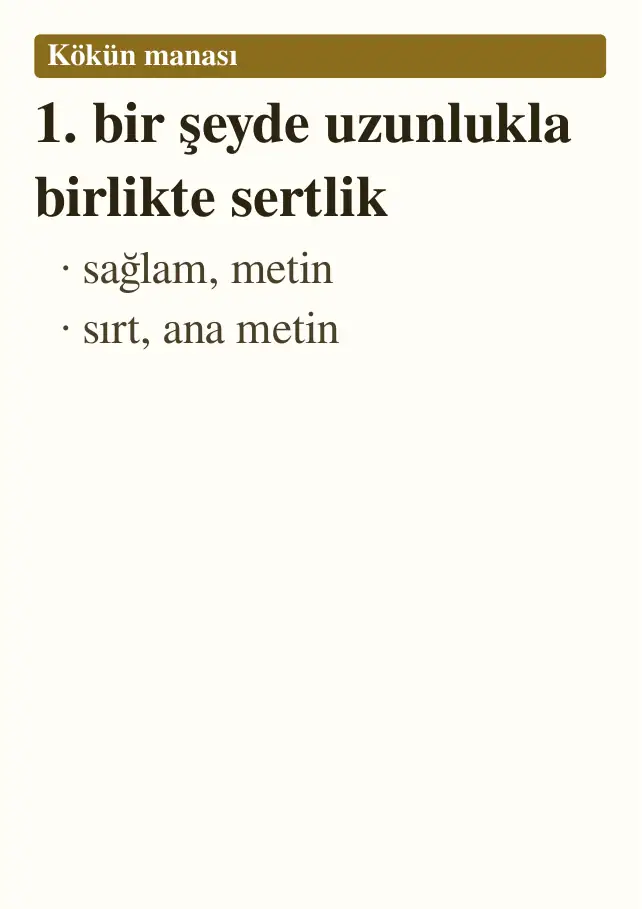 Kökün manası
1. bir şeyde uzunlukla
birlikte sertlik
· sağlam, metin
· sırt, ana metin